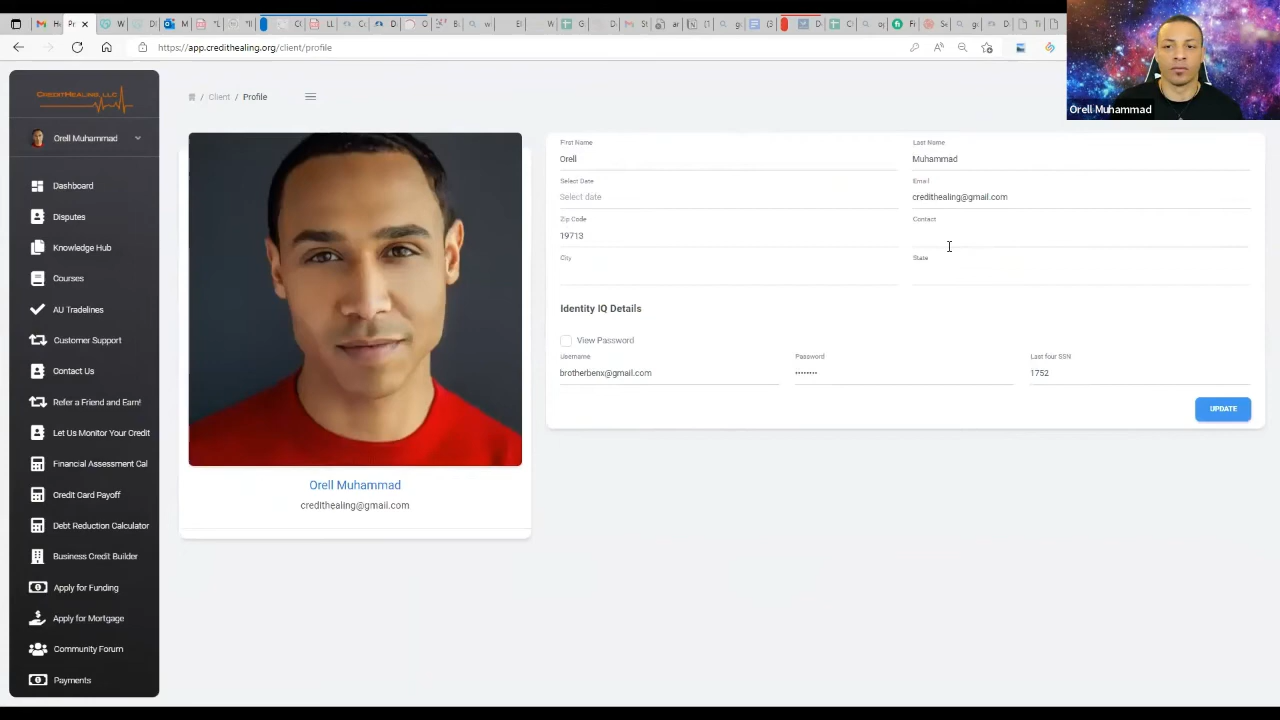 https://app.credithealing.org/client/profile
Orell Muhammad
CREDITHEALING, LLC
Orell Muhammad
Dashboard
Disputes
Knowledge Hub
Courses
AU Tradelines
Customer Support
Contact Us
Refer a Friend and Earn!
Let Us Monitor Your Credit
Financial Assessment Cal
Credit Card Payoff
Debt Reduction Calculator
Business Credit Builder
Apply for Funding
Apply for Mortgage
Community Forum
Payments
/ Client / Profile
Orell Muhammad
credithealing@gmail.com
First Name
Orell
Last Name
Muhammad
Select Date
Select date
Email
credithealing@gmail.com
Zip Code
19713
Contact
City
State
Identity IQ Details
View Password
Username
brotherbenx@gmail.com
Password
••••••••
Last four SSN
1752
UPDATE